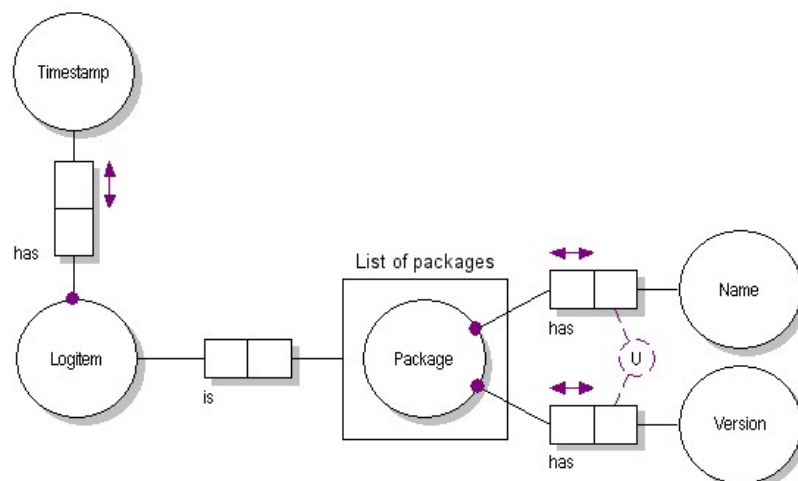 Timestamp
has
List of packages
Logitem
is
Package
has
Name
U
has
Version